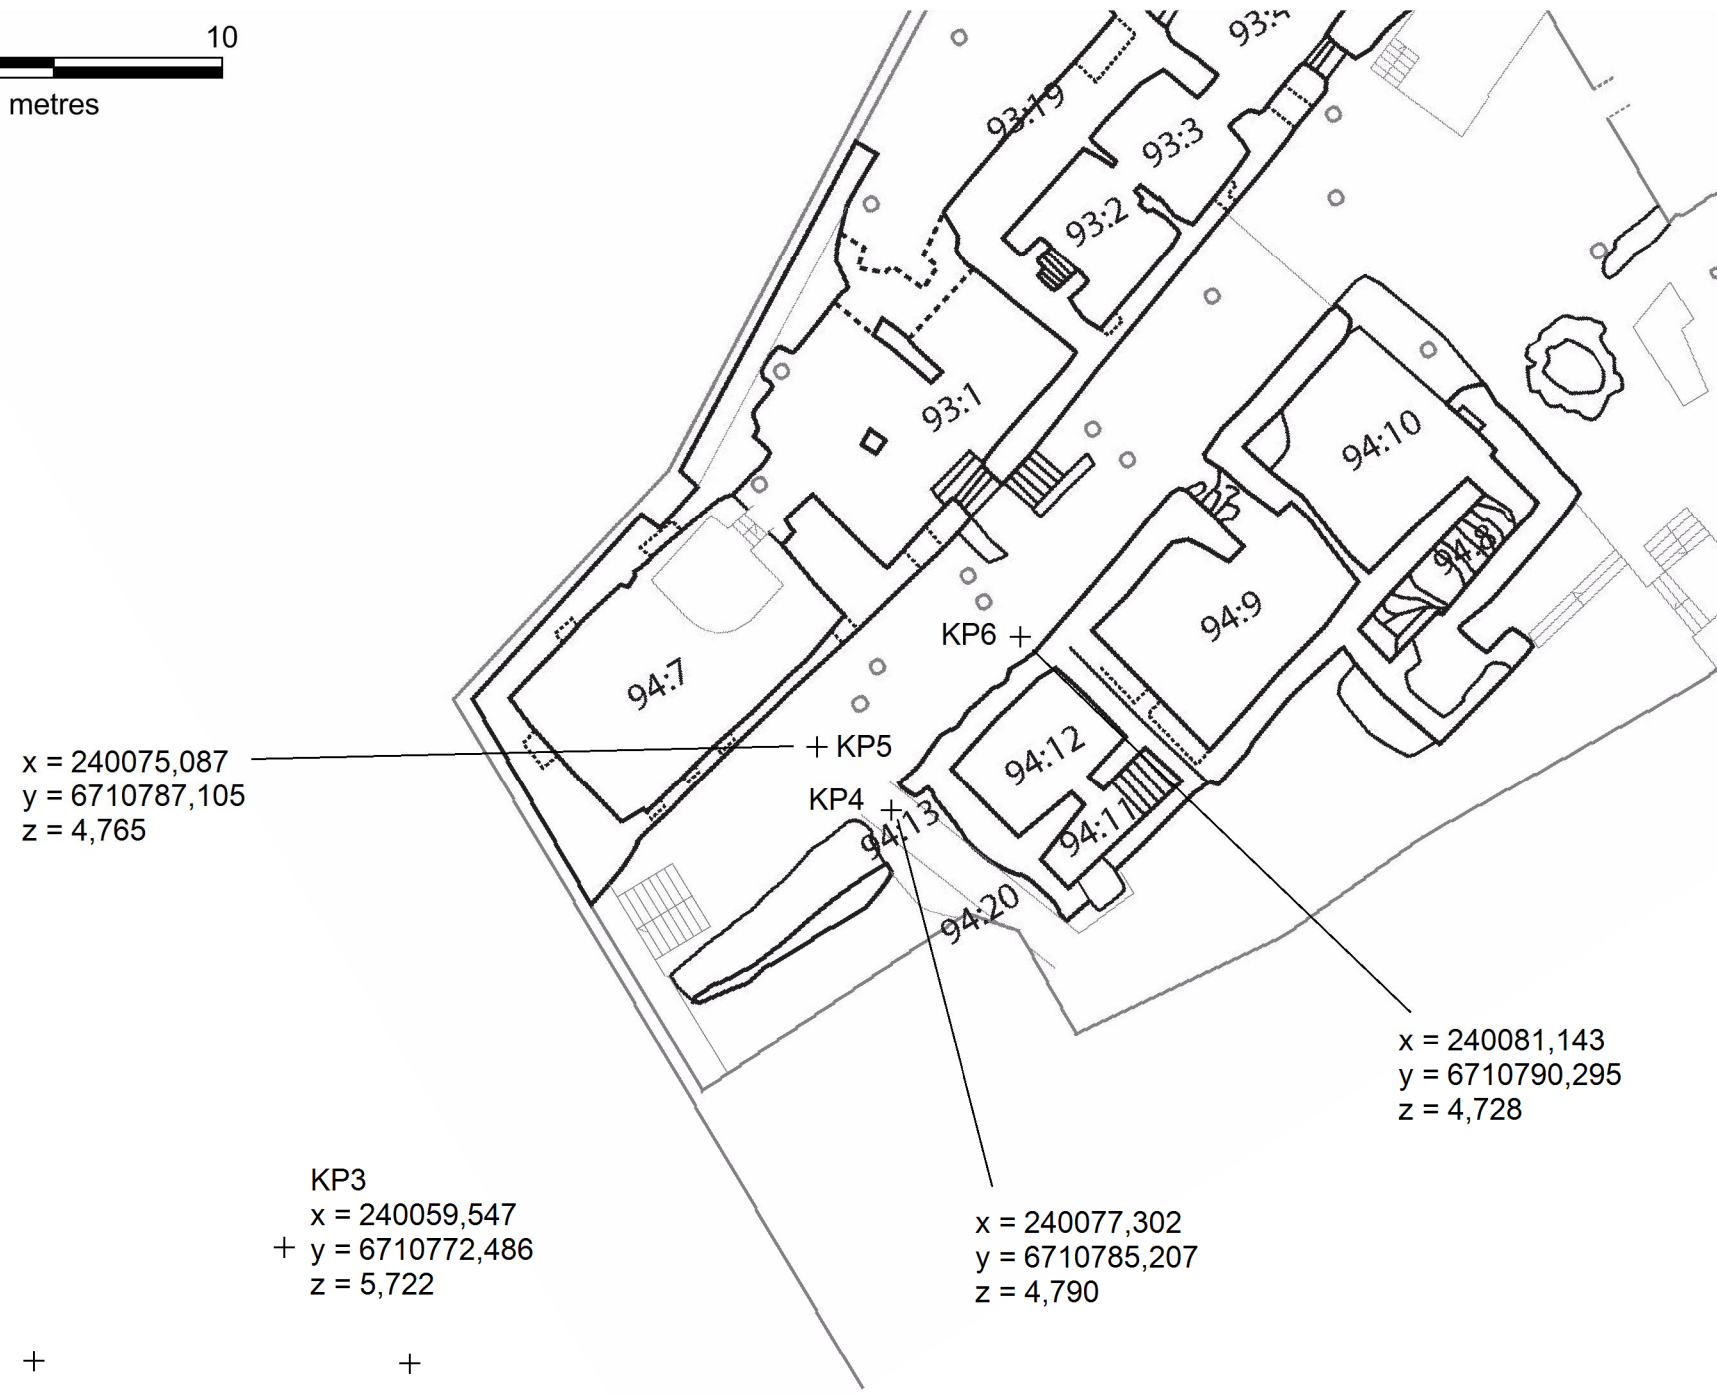 10
metres
93:4
93:19
93:3
93:2
93:1
94:10
94:8
94:9
KP6
94:7
94:12
KP5
x = 240075,087
y = 6710787,105
z = 4,765
KP4
94:13
94:11
94:20
x = 240081,143
y = 6710790,295
z = 4,728
KP3
x = 240059,547
y = 6710772,486
z = 5,722
x = 240077,302
y = 6710785,207
z = 4,790